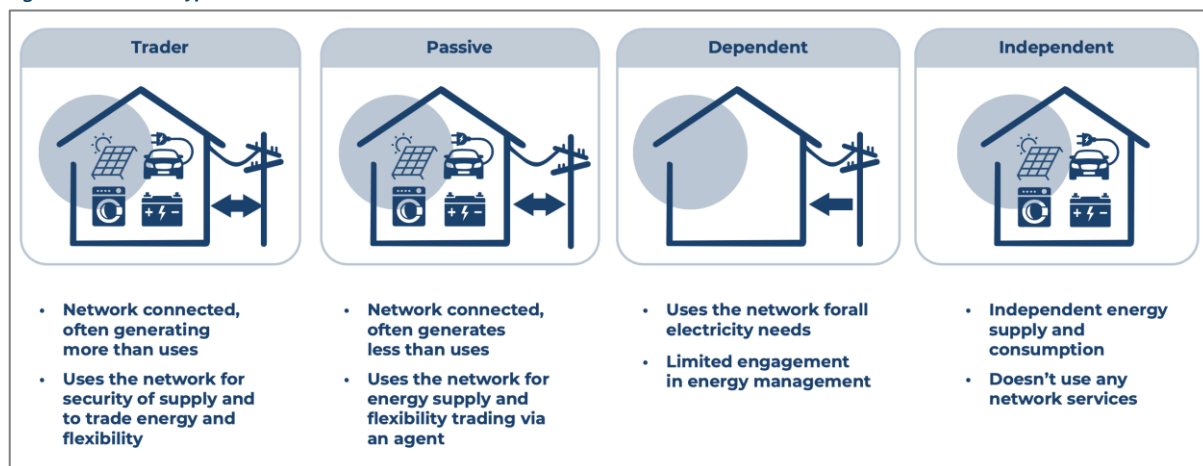 Trader
Network connected,
often generating
more than uses
Uses the network for
security of supply and
to trade energy and
flexibility
Passive
Network connected,
often generates
less than uses
Uses the network for
energy supply and
flexibility trading via
an agent
Dependent
Uses the network forall
electricity needs
Limited engagement
in energy management
Independent
Independent energy
supply and
consumption
Doesn’t use any
network services